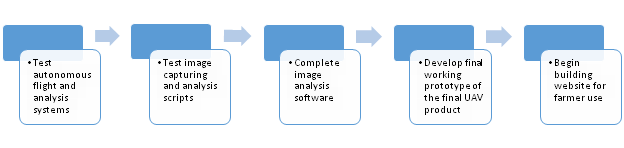 • Test
autonomous
flight and
analysis
systems
• Test image
capturing
and analysis
scripts
• Complete
image
analysis
software
• Develop final
working
prototype of
the final UAV
product
• Begin
building
website for
farmer use